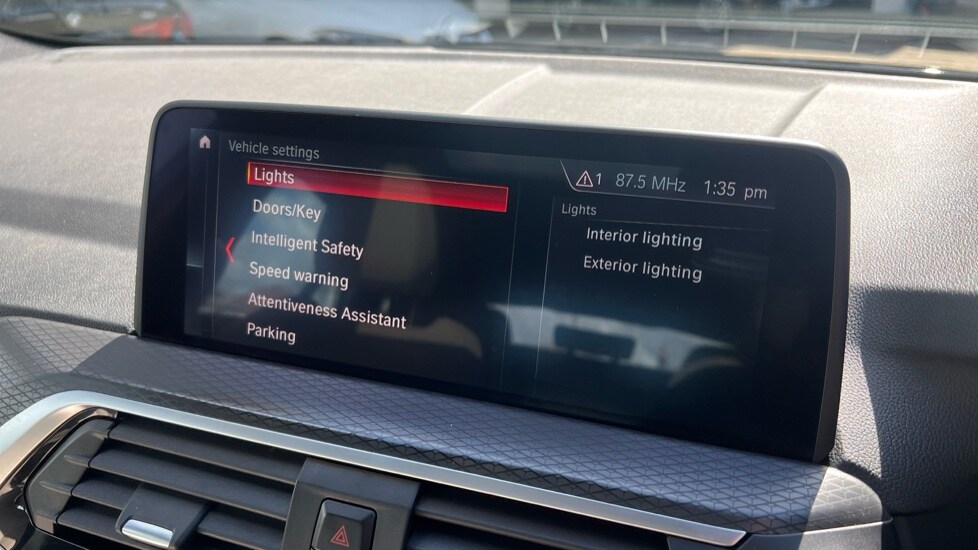 Vehicle settings
1 87.5 MHz 1:35 pm
Lights
Doors/Key
Intelligent Safety
Speed warning
Attentiveness Assistant
Parking
Lights
Interior lighting
Exterior lighting